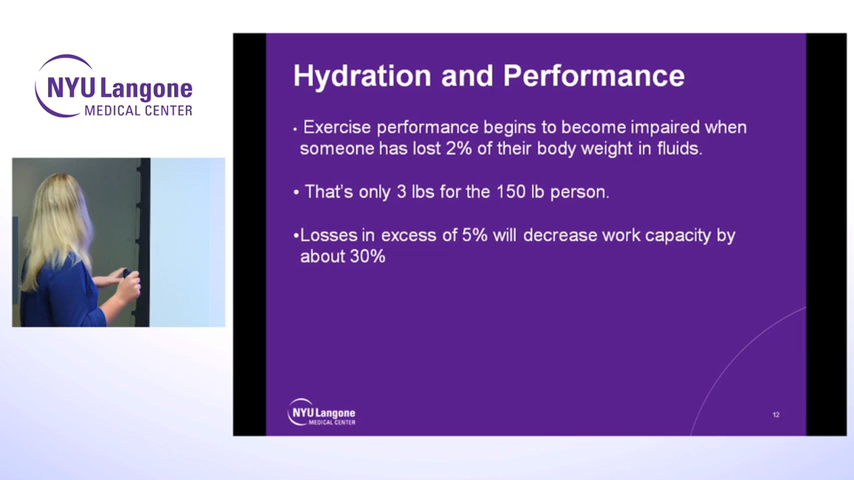 NYU Langone
MEDICAL CENTER
Hydration and Performance
• Exercise performance begins to become impaired when
someone has lost 2% of their body weight in fluids.
• That's only 3 lbs for the 150 lb person.
•Losses in excess of 5% will decrease work capacity by
about 30%
NYU Langone
MEDICAL CENTER
12